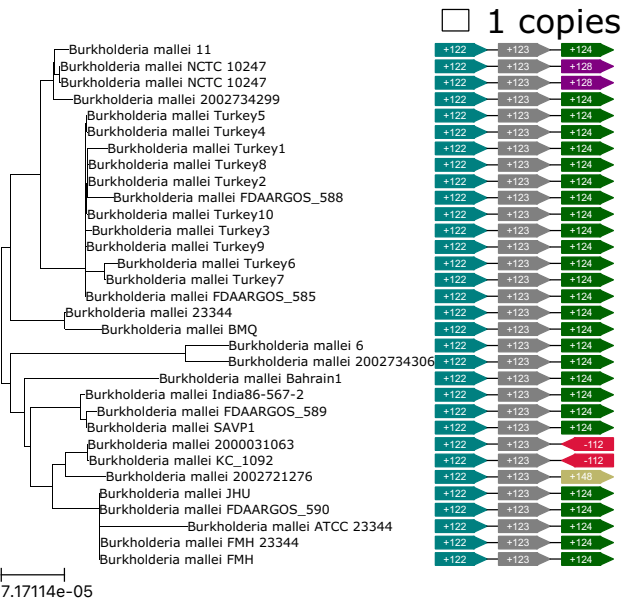 1 copies
Burkholderia mallei 11 +122 +123 +124
Burkholderia mallei NCTC 10247 +122 +123 +128
Burkholderia mallei NCTC 10247 +122 +123 +128
Burkholderia mallei 2002734299 +122 +123 +124
Burkholderia mallei Turkey5 +122 +123 +124
Burkholderia mallei Turkey4 +122 +123 +124
Burkholderia mallei Turkey1 +122 +123 +124
Burkholderia mallei Turkey8 +122 +123 +124
Burkholderia mallei Turkey2 +122 +123 +124
Burkholderia mallei FDAARGOS_588 +122 +123 +124
Burkholderia mallei Turkey10 +122 +123 +124
Burkholderia mallei Turkey3 +122 +123 +124
Burkholderia mallei Turkey9 +122 +123 +124
Burkholderia mallei Turkey6 +122 +123 +124
Burkholderia mallei Turkey7 +122 +123 +124
Burkholderia mallei FDAARGOS_585 +122 +123 +124
Burkholderia mallei 23344 +122 +123 +124
Burkholderia mallei BMQ +122 +123 +124
Burkholderia mallei 6 +122 +123 +124
Burkholderia mallei 2002734306 +122 +123 +124
Burkholderia mallei Bahrain1 +122 +123 +124
Burkholderia mallei India86-567-2 +122 +123 +124
Burkholderia mallei FDAARGOS_589 +122 +123 +124
Burkholderia mallei SAVP1 +122 +123 +124
Burkholderia mallei 2000031063 +122 +123 -112
Burkholderia mallei KC_1092 +122 +123 -112
Burkholderia mallei 2002721276 +122 +123 +148
Burkholderia mallei JHU +122 +123 +124
Burkholderia mallei FDAARGOS_590 +122 +123 +124
Burkholderia mallei ATCC 23344 +122 +123 +124
Burkholderia mallei FMH 23344 +122 +123 +124
Burkholderia mallei FMH +122 +123 +124
7.17114e-05